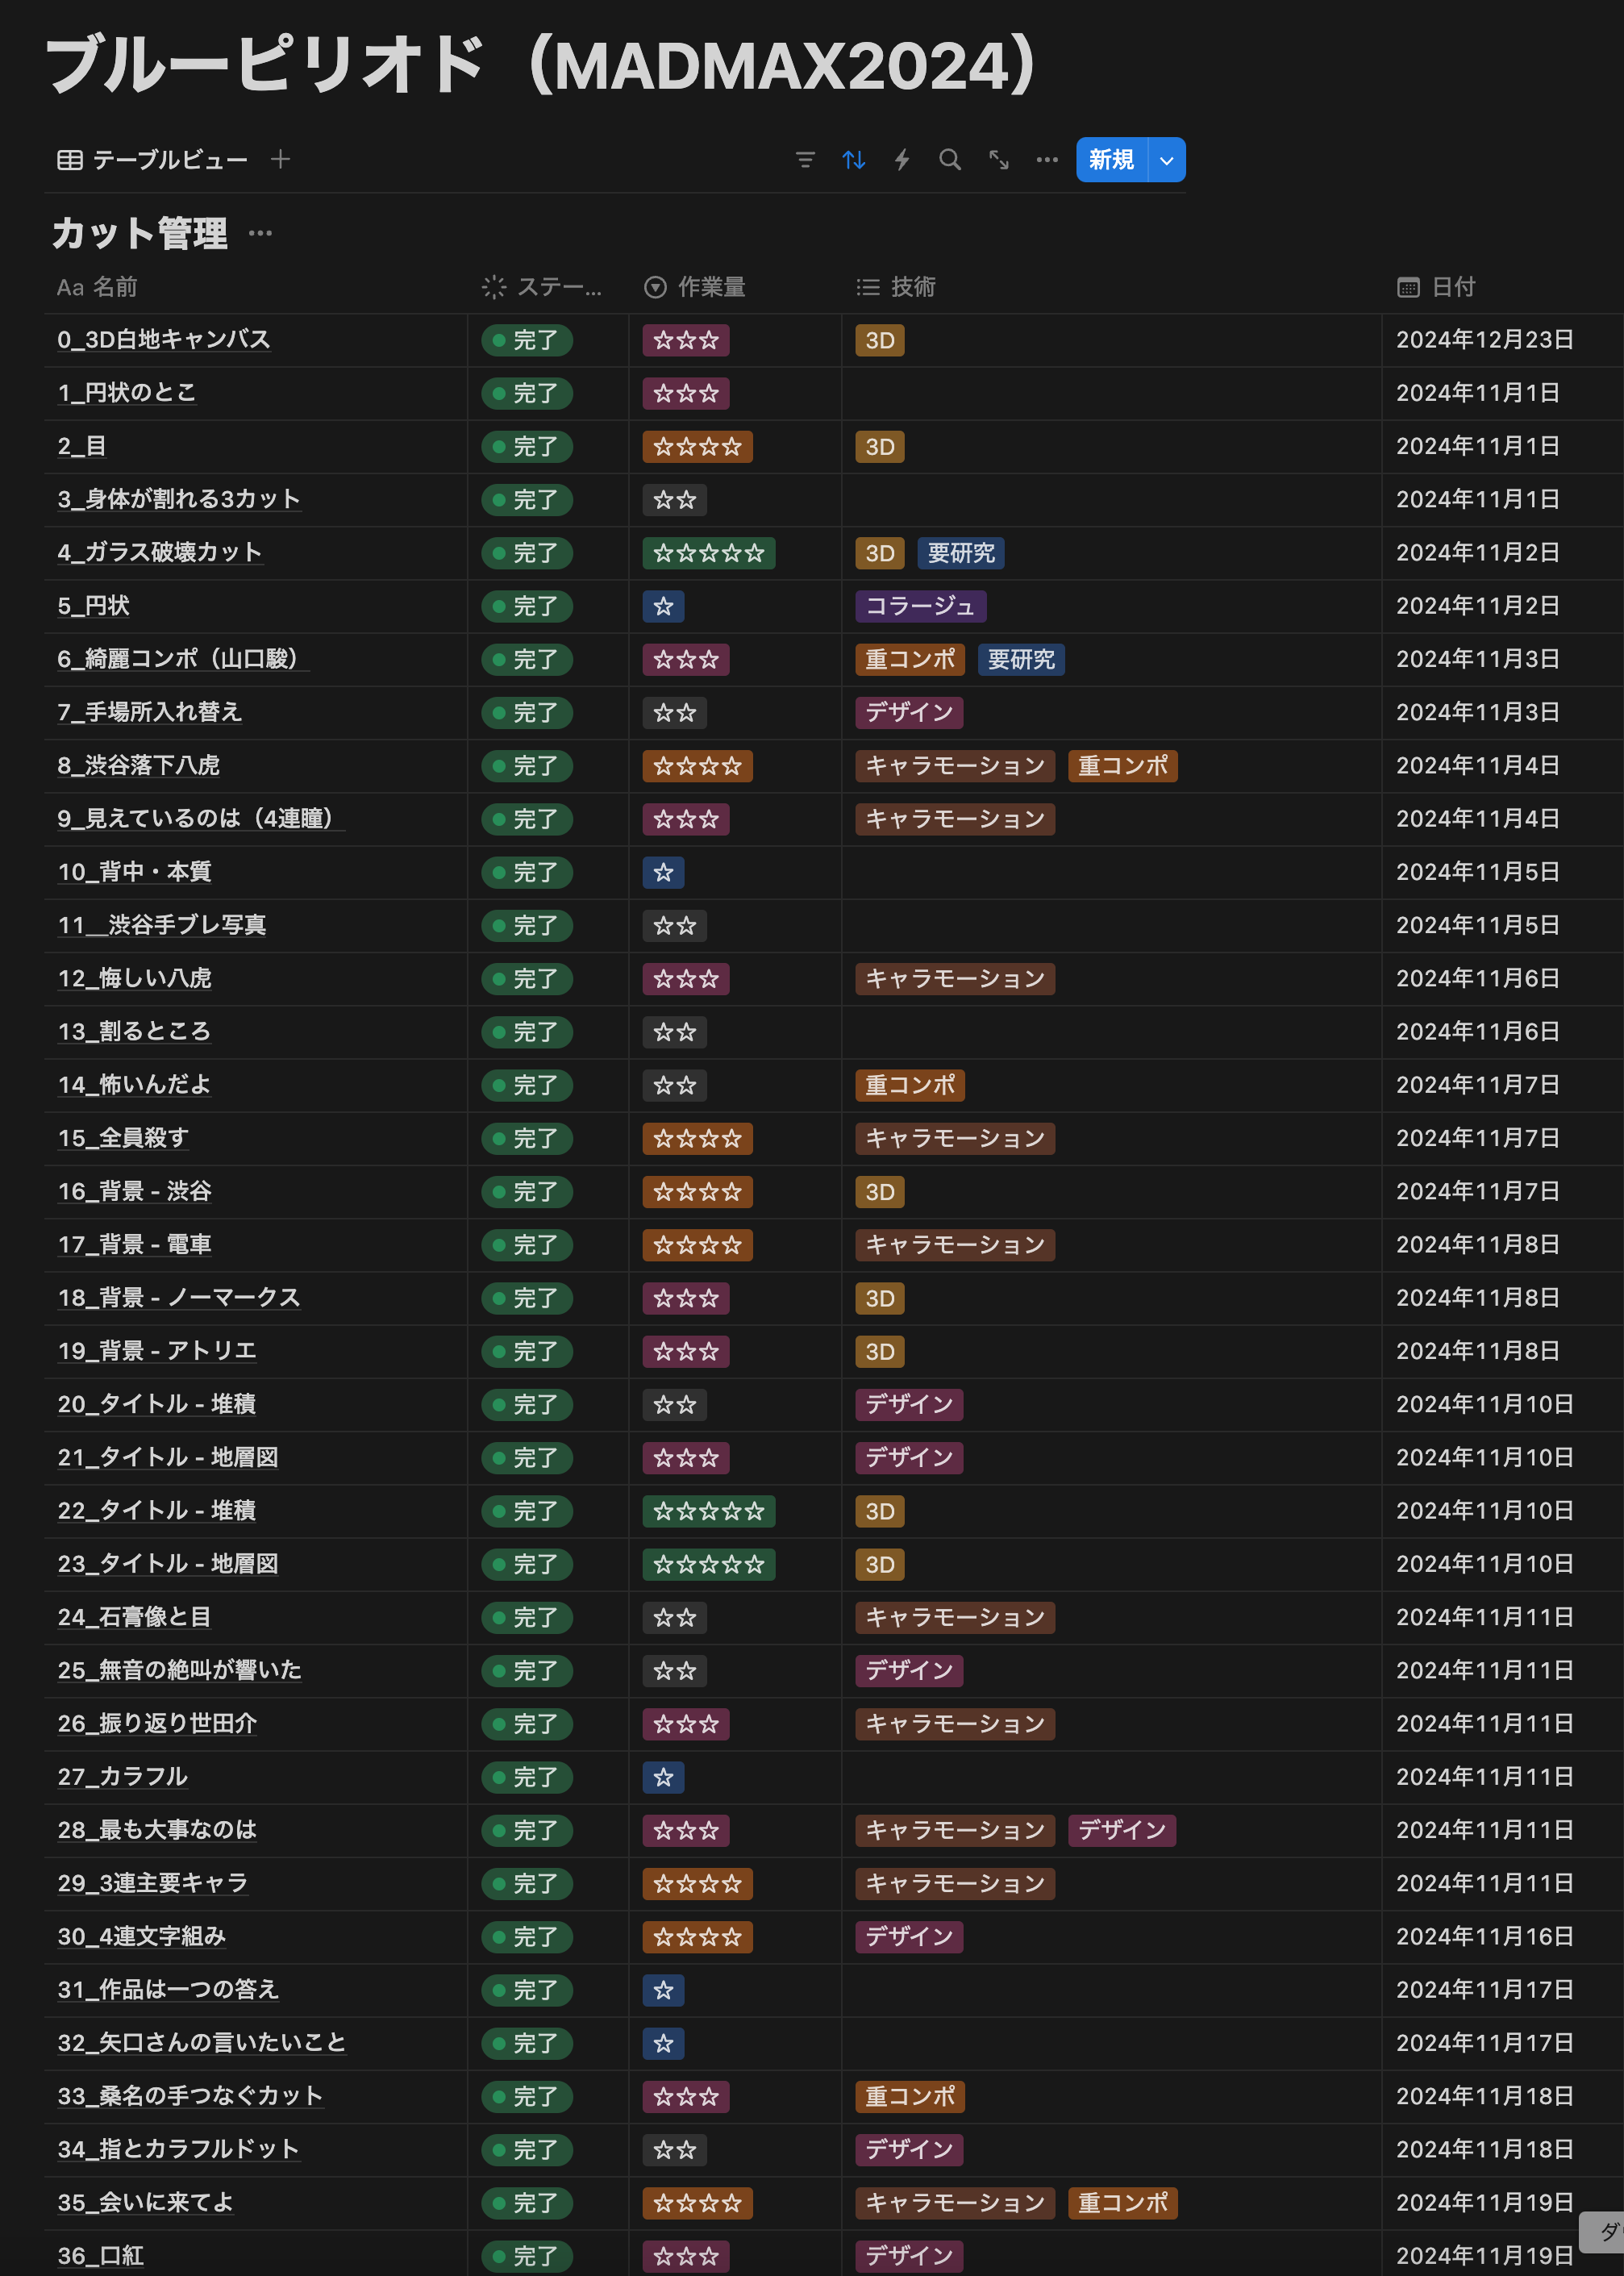 ブルーピリオド（MADMAX2024）
テーブルビュー
新規
カット管理 …
Aa 名前 ステー... 作業量 技術 日付
0_3D白地キャンバス 完了 ☆☆☆ 3D 2024年12月23日
1_円状のとこ 完了 ☆☆☆ 2024年11月1日
2_目 完了 ☆☆☆☆ 3D 2024年11月1日
3_身体が割れる3カット 完了 ☆☆ 2024年11月1日
4_ガラス破壊カット 完了 ☆☆☆☆☆ 3D 要研究 2024年11月2日
5_円状 完了 ☆ コラージュ 2024年11月2日
6_綺麗コンポ（山口駿） 完了 ☆☆☆ 重コンポ 要研究 2024年11月3日
7_手場所入れ替え 完了 ☆☆ デザイン 2024年11月3日
8_渋谷落下八虎 完了 ☆☆☆☆ キャラモーション 重コンポ 2024年11月4日
9_見えているのは（4連瞳） 完了 ☆☆☆ キャラモーション 2024年11月4日
10_背中・本質 完了 ☆ 2024年11月5日
11__渋谷手ブレ写真 完了 ☆☆ 2024年11月5日
12_悔しい八虎 完了 ☆☆☆ キャラモーション 2024年11月6日
13_割るところ 完了 ☆☆ 2024年11月6日
14_怖いんだよ 完了 ☆☆ 重コンポ 2024年11月7日
15_全員殺す 完了 ☆☆☆☆ キャラモーション 2024年11月7日
16_背景 - 渋谷 完了 ☆☆☆☆ 3D 2024年11月7日
17_背景 - 電車 完了 ☆☆☆☆ キャラモーション 2024年11月8日
18_背景 - ノーマークス 完了 ☆☆☆ 3D 2024年11月8日
19_背景 - アトリエ 完了 ☆☆☆ 3D 2024年11月8日
20_タイトル - 堆積 完了 ☆☆ デザイン 2024年11月10日
21_タイトル - 地層図 完了 ☆☆☆ デザイン 2024年11月10日
22_タイトル - 堆積 完了 ☆☆☆☆☆ 3D 2024年11月10日
23_タイトル - 地層図 完了 ☆☆☆☆☆ 3D 2024年11月10日
24_石膏像と目 完了 ☆☆ キャラモーション 2024年11月11日
25_無音の絶叫が響いた 完了 ☆☆ デザイン 2024年11月11日
26_振り返り世田介 完了 ☆☆☆ キャラモーション 2024年11月11日
27_カラフル 完了 ☆ 2024年11月11日
28_最も大事なのは 完了 ☆☆☆ キャラモーション デザイン 2024年11月11日
29_3連主要キャラ 完了 ☆☆☆☆ キャラモーション 2024年11月11日
30_4連文字組み 完了 ☆☆☆☆ デザイン 2024年11月16日
31_作品は一つの答え 完了 ☆ 2024年11月17日
32_矢口さんの言いたいこと 完了 ☆ 2024年11月17日
33_桑名の手つなぐカット 完了 ☆☆☆ 重コンポ 2024年11月18日
34_指とカラフルドット 完了 ☆☆ デザイン 2024年11月18日
35_会いに来てよ 完了 ☆☆☆☆ キャラモーション 重コンポ 2024年11月19日
36_口紅 完了 ☆☆☆ デザイン 2024年11月19日